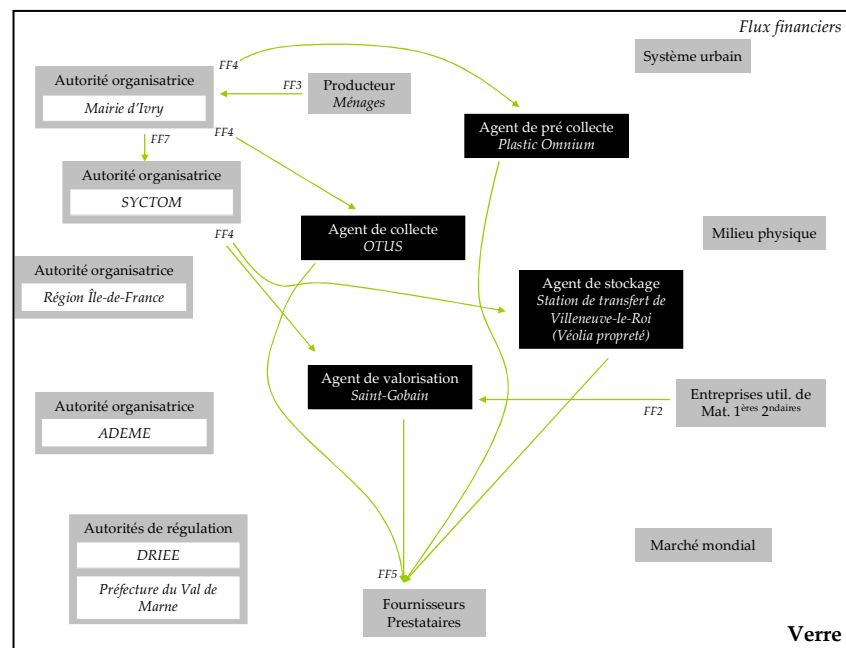 Flux financiers
Système urbain
FF4
Autorité organisatrice
Mairie d'Ivry
FF3
Producteur
Ménages
Agent de pré collecte
Plastic Omnium
FF7
FF4
Autorité organisatrice
SYCTOM
FF4
Agent de collecte
OTUS
Milieu physique
Autorité organisatrice
Région Île-de-France
Agent de stockage
Station de transfert de
Villeneuve-le-Roi
(Véolia propreté)
Agent de valorisation
Saint-Gobain
Entreprises util. de
Mat. 1ères 2ndaires
FF2
Autorité organisatrice
ADEME
Autorités de régulation
DRIEE
Préfecture du Val de
Marne
Marché mondial
FF5
Fournisseurs
Prestataires
Verre